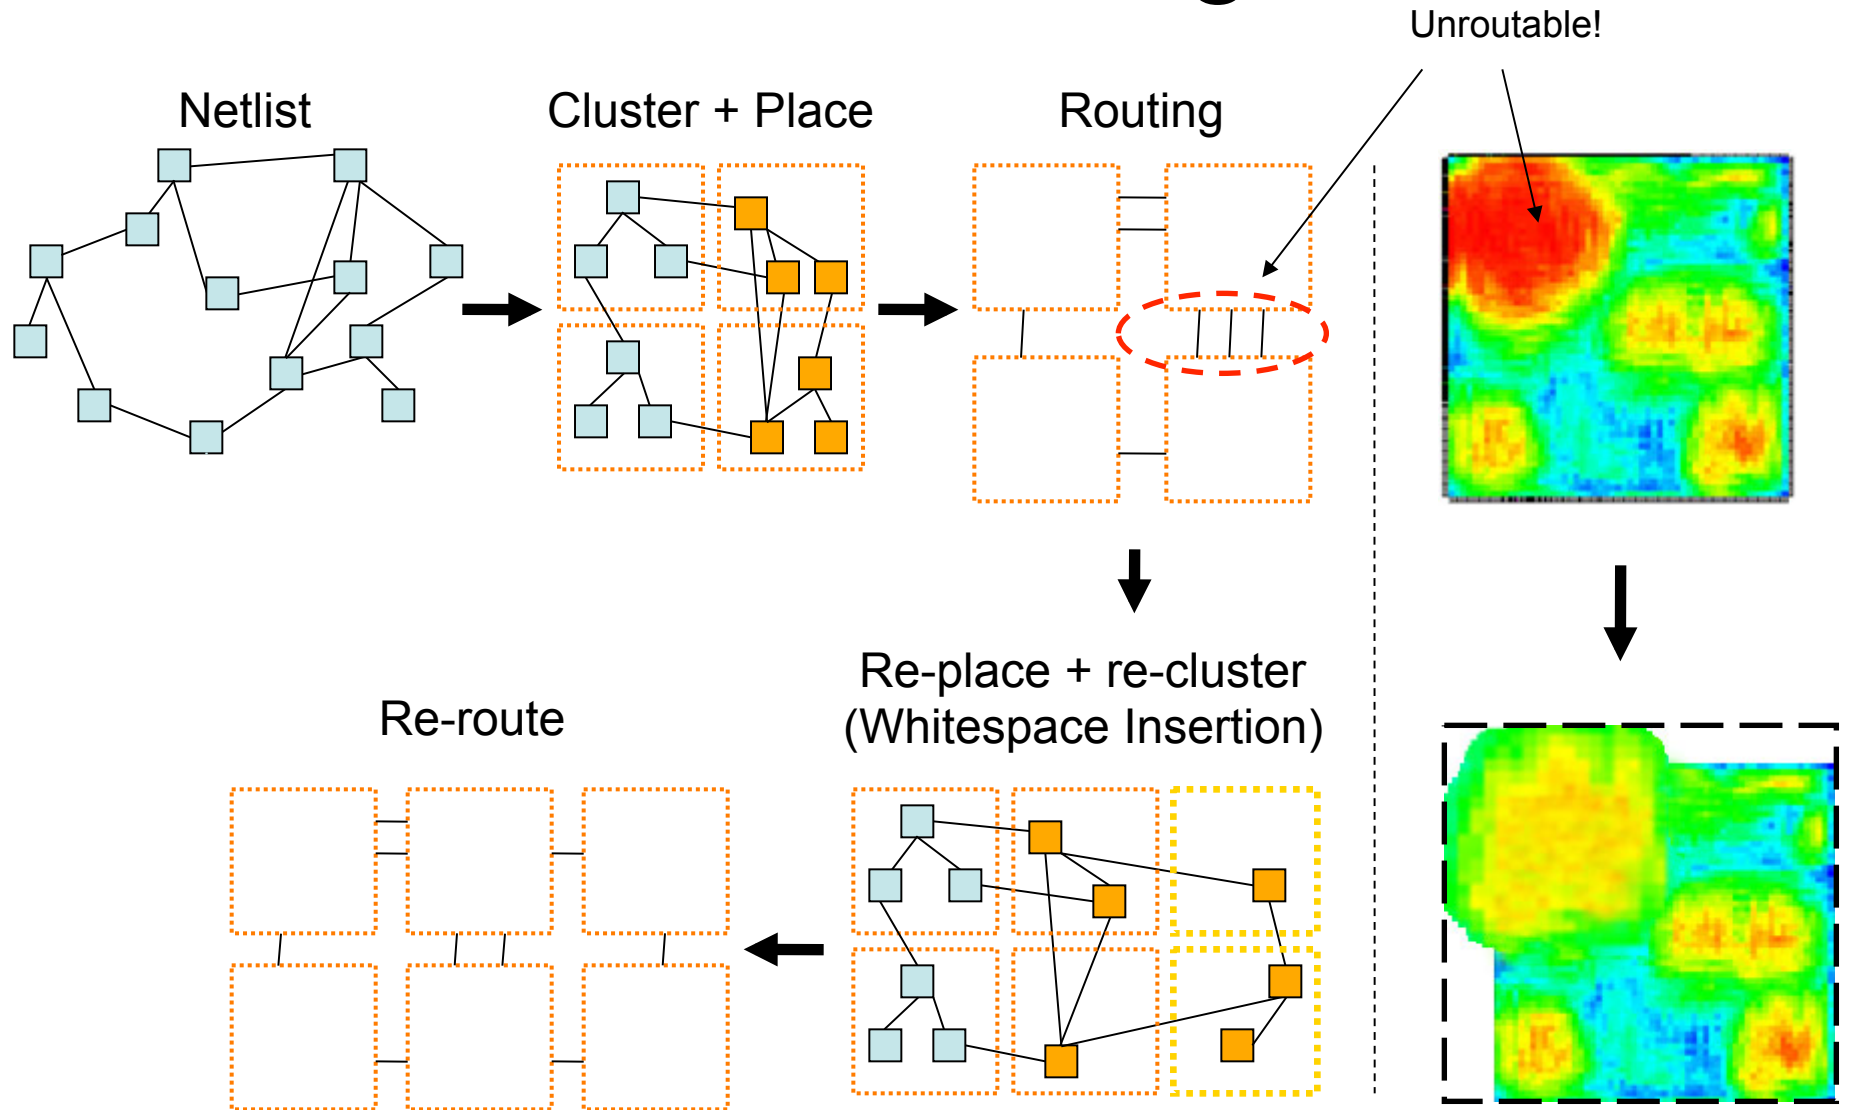 Unroutable!
Netlist
Cluster + Place
Routing
Re-place + re-cluster
(Whitespace Insertion)
Re-route